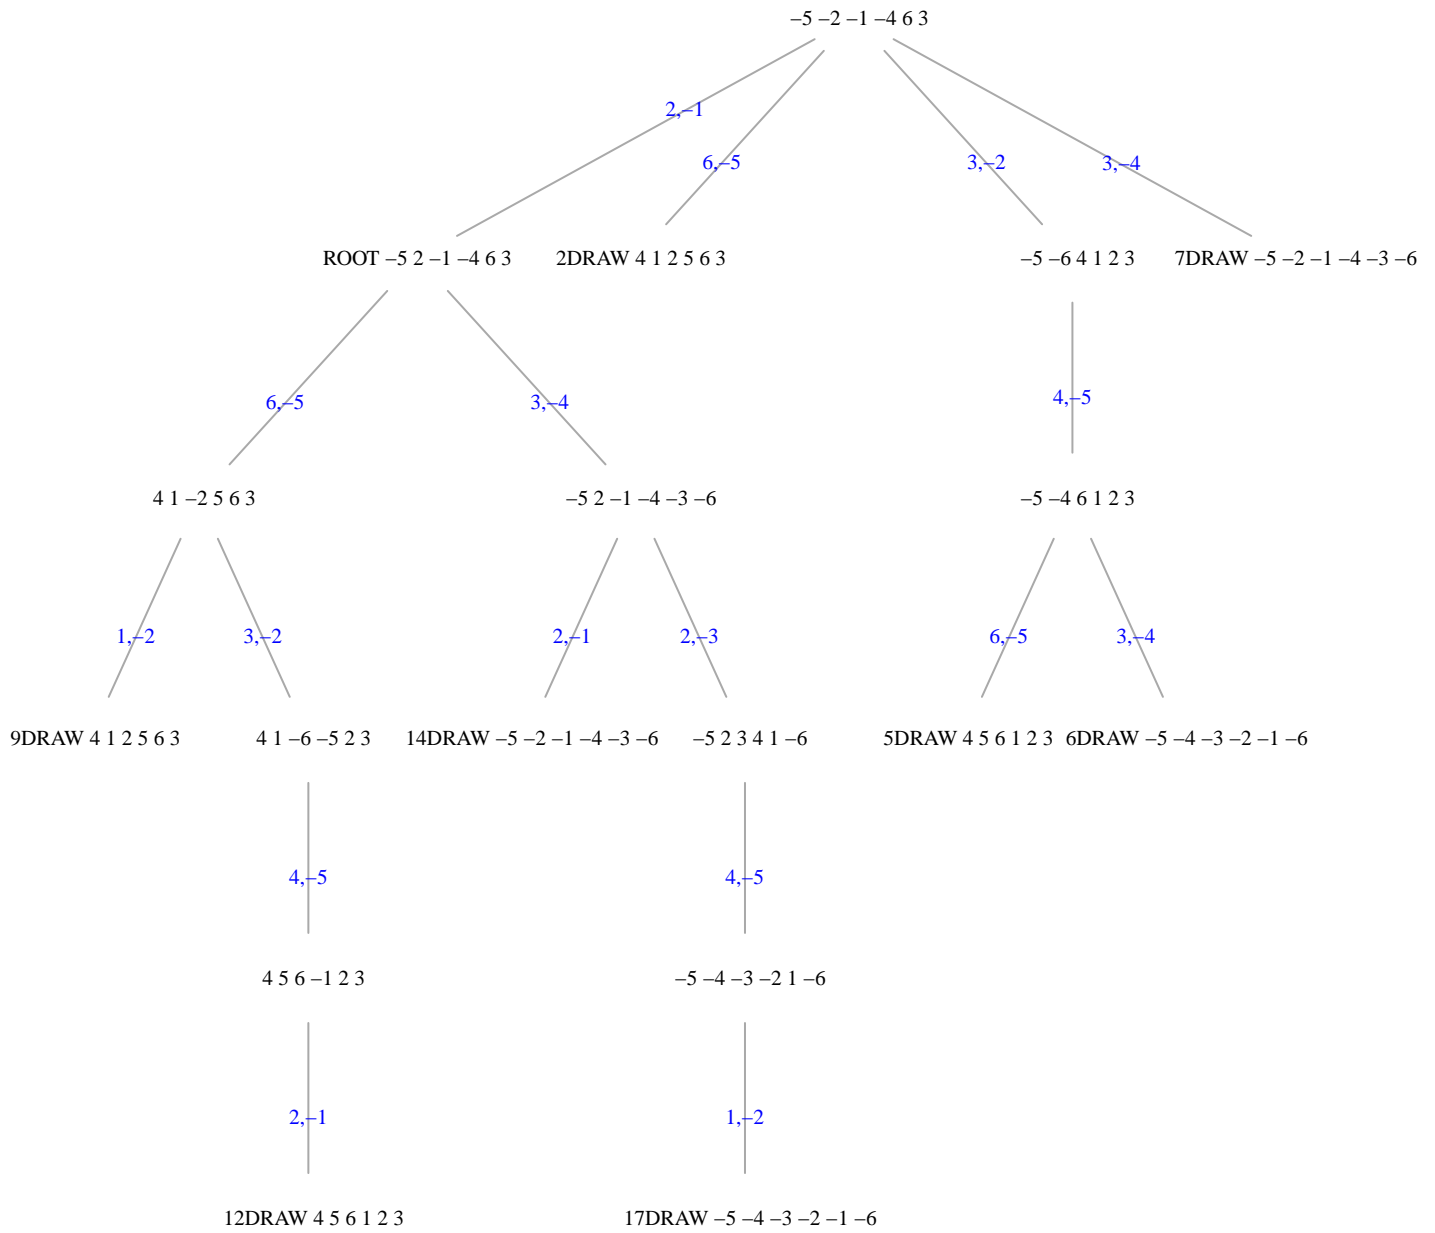 –5 –2 –1 –4 6 3
2,–1
6,–5
3,–2
3,–4
ROOT –5 2 –1 –4 6 3
2DRAW 4 1 2 5 6 3
–5 –6 4 1 2 3
7DRAW –5 –2 –1 –4 –3 –6
6,–5
3,–4
4,–5
4 1 –2 5 6 3
–5 2 –1 –4 –3 –6
–5 –4 6 1 2 3
1,–2
3,–2
2,–1
2,–3
6,–5
3,–4
9DRAW 4 1 2 5 6 3
4 1 –6 –5 2 3
14DRAW –5 –2 –1 –4 –3 –6
–5 2 3 4 1 –6
5DRAW 4 5 6 1 2 3
6DRAW –5 –4 –3 –2 –1 –6
4,–5
4,–5
4 5 6 –1 2 3
–5 –4 –3 –2 1 –6
2,–1
1,–2
12DRAW 4 5 6 1 2 3
17DRAW –5 –4 –3 –2 –1 –6